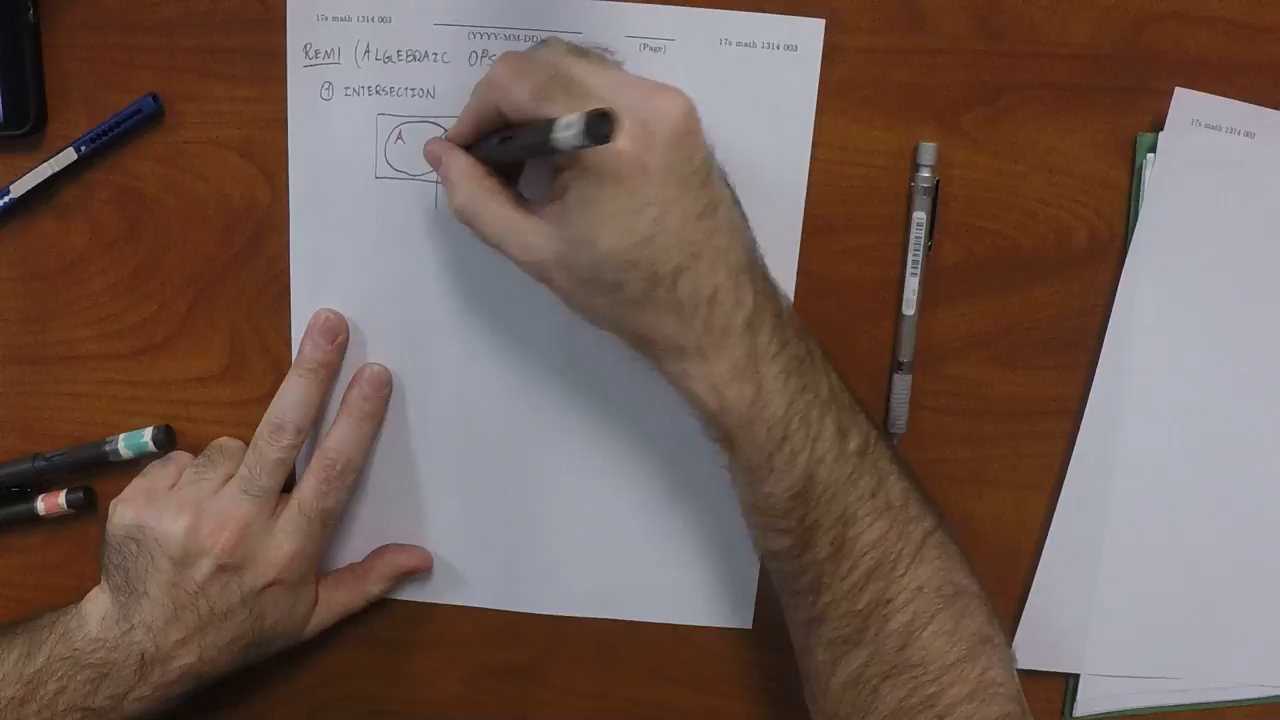 17s math 1314 003
(YYYY-MM-DD)
(Page)
17s math 1314 003
REM1 (ALGEBRAIC OPS
① INTERSECTION
A
17s math 1314 003